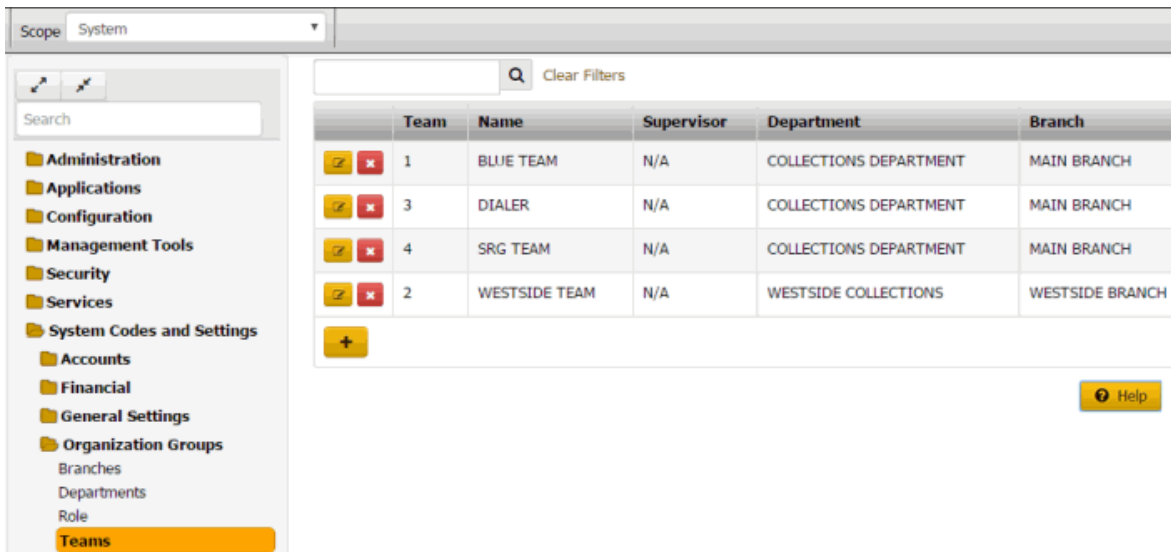 Scope System
Clear Filters
Search
Administration
Applications
Configuration
Management Tools
Security
Services
System Codes and Settings
Accounts
Financial
General Settings
Organization Groups
Branches
Departments
Role
Teams
Team Name Supervisor Department Branch
1 BLUE TEAM N/A COLLECTIONS DEPARTMENT MAIN BRANCH
3 DIALER N/A COLLECTIONS DEPARTMENT MAIN BRANCH
4 SRG TEAM N/A COLLECTIONS DEPARTMENT MAIN BRANCH
2 WESTSIDE TEAM N/A WESTSIDE COLLECTIONS WESTSIDE BRANCH
+
Help